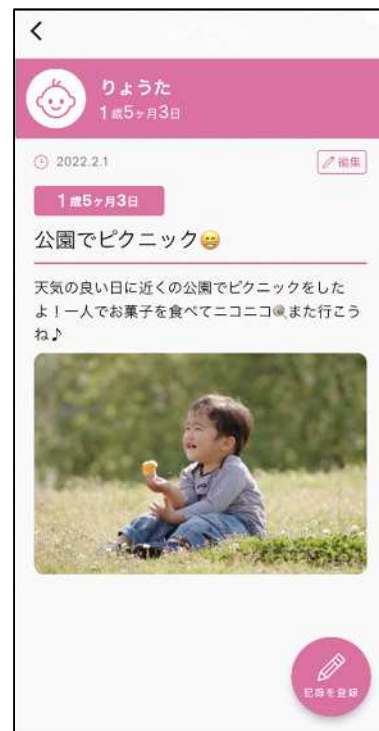 りょうた
1歳5ヶ月3日
2022.2.1
編集
1歳5ヶ月3日
公園でピクニック😁
天気の良い日に近くの公園でピクニックをした
よ！一人でお菓子を食べてニコニコ🍭また行こう
ね♪
記録を登録